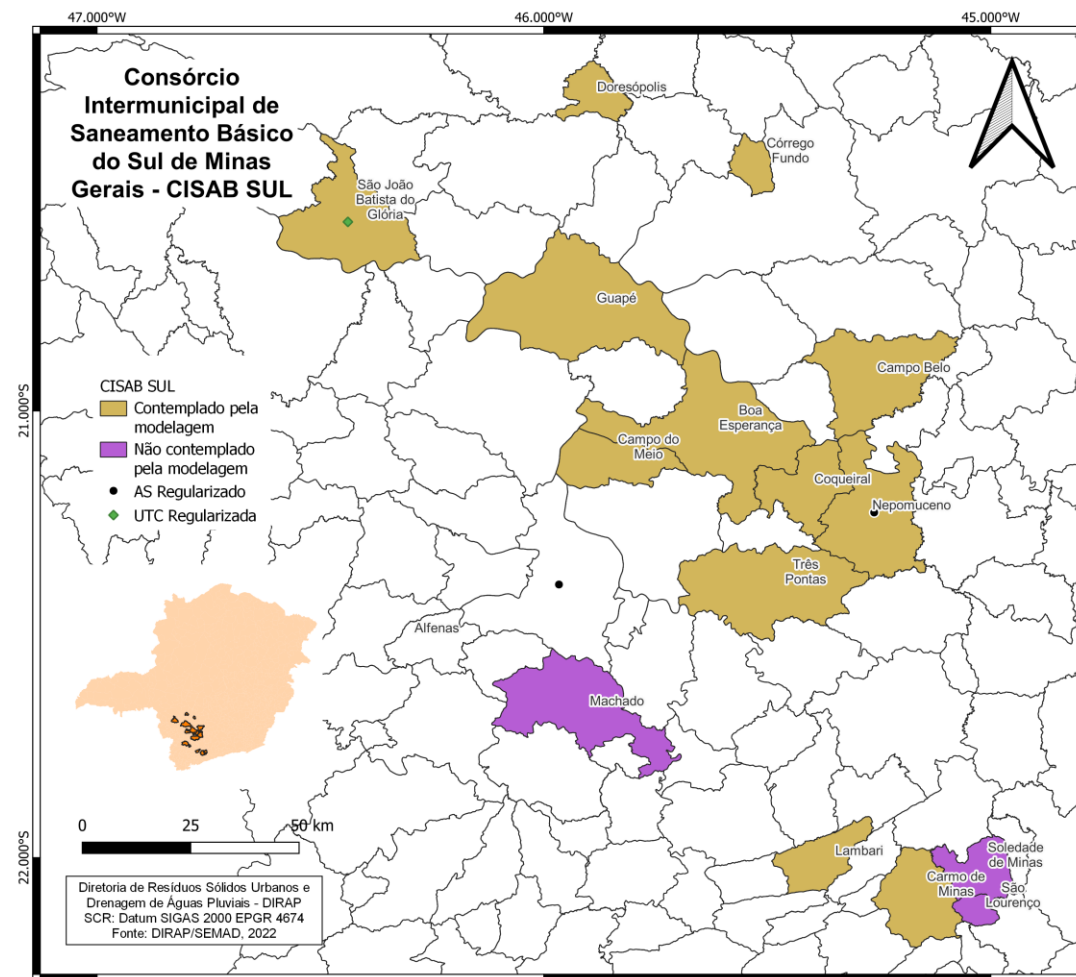 47.000°W
46.000°W
45.000°W
Consórcio
Intermunicipal de
Saneamento Básico
do Sul de Minas
Gerais - CISAB SUL
Doresópolis
Córrego
Fundo
São João
Batista do
Glória
Guapé
Campo Belo
21.000°S
CISAB SUL
Contemplado pela
modelagem
Não contemplado
pela modelagem
AS Regularizado
UTC Regularizada
Boa
Esperança
Campo do
Meio
Coqueiral
Nepomuceno
Três
Pontas
Alfenas
Machado
0 25 50 km
22.000°S
Lambari
Soledade
de Minas
Carmo de
Minas
São
Lourenço
Diretoria de Resíduos Sólidos Urbanos e
Drenagem de Águas Pluviais - DIRAP
SCR: Datum SIGAS 2000 EPGR 4674
Fonte: DIRAP/SEMAD, 2022